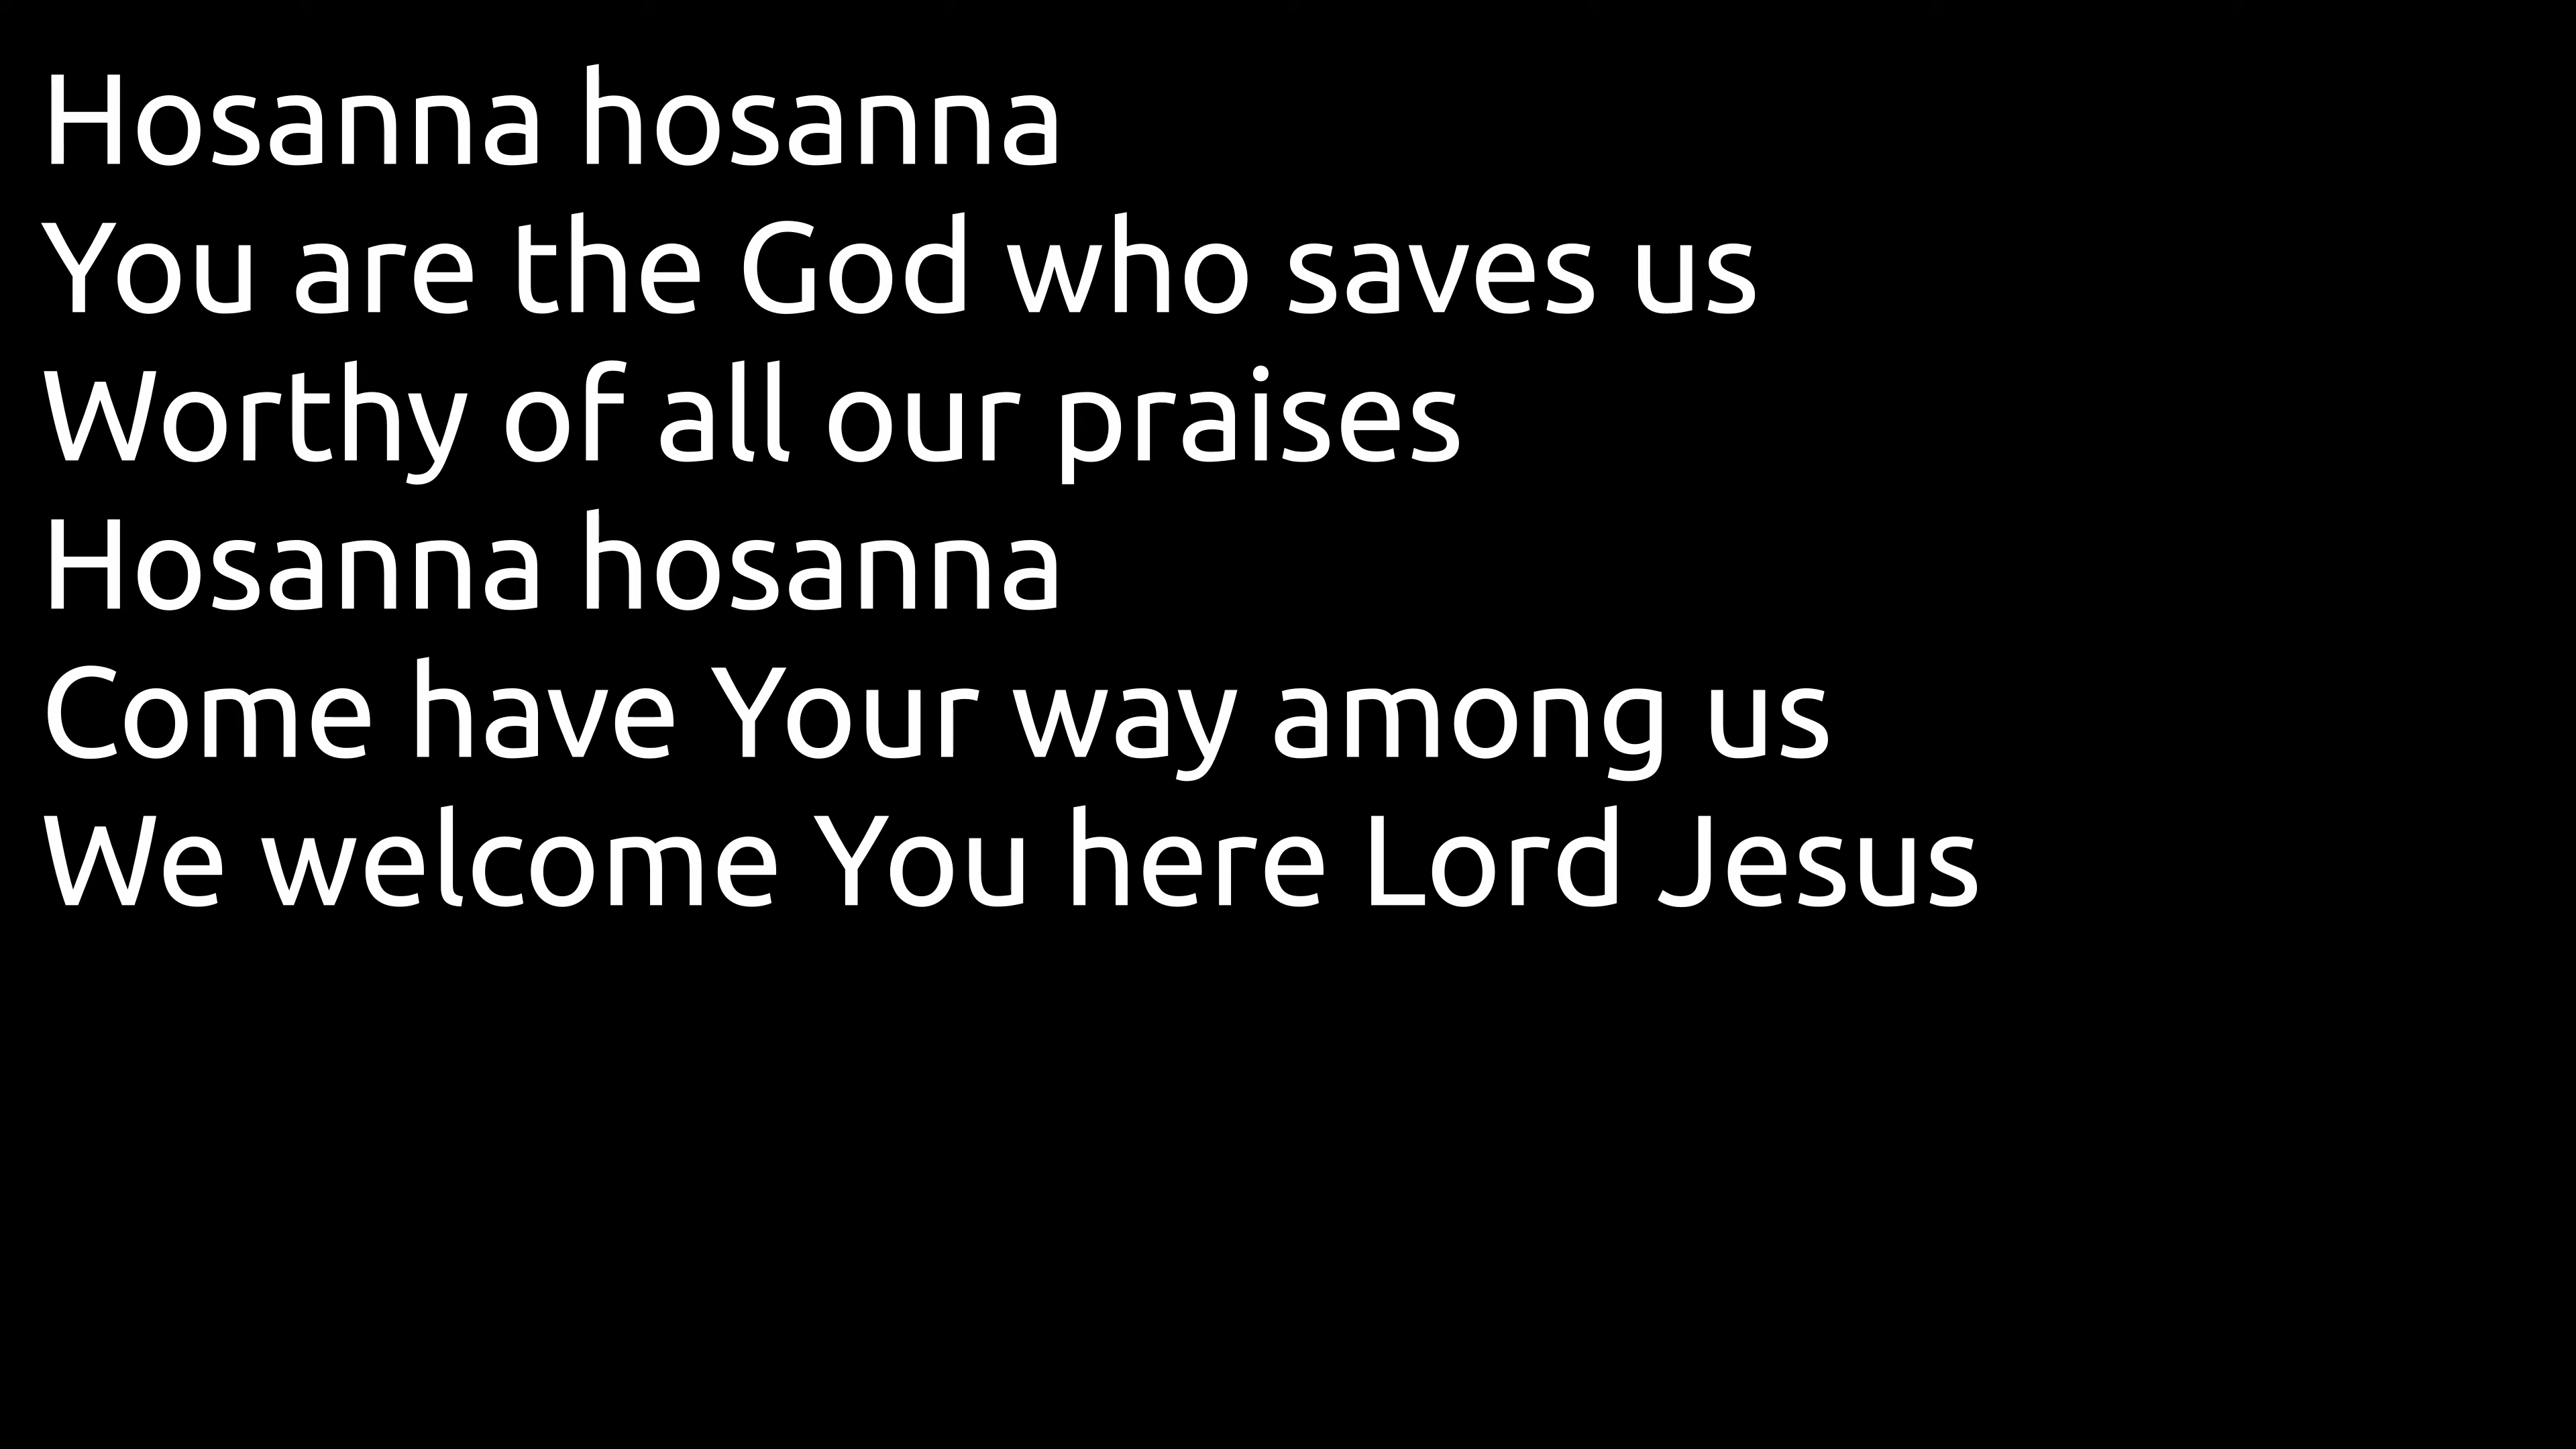 Hosanna hosanna
You are the God who saves us
Worthy of all our praises
Hosanna hosanna
Come have Your way among us
We welcome You here Lord Jesus